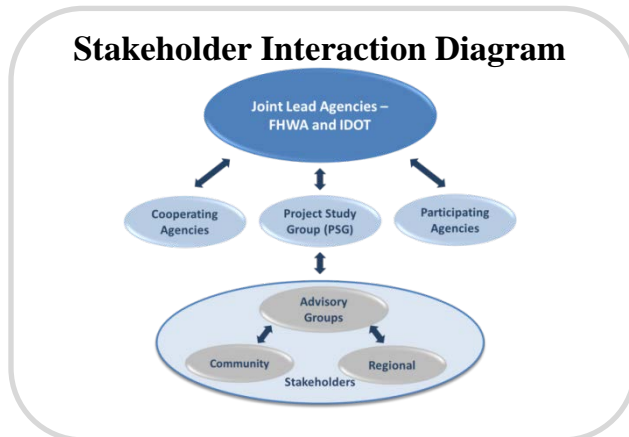 Stakeholder Interaction Diagram
Joint Lead Agencies –
FHWA and IDOT
Cooperating
Agencies
Project Study
Group (PSG)
Participating
Agencies
Advisory
Groups
Community
Regional
Stakeholders